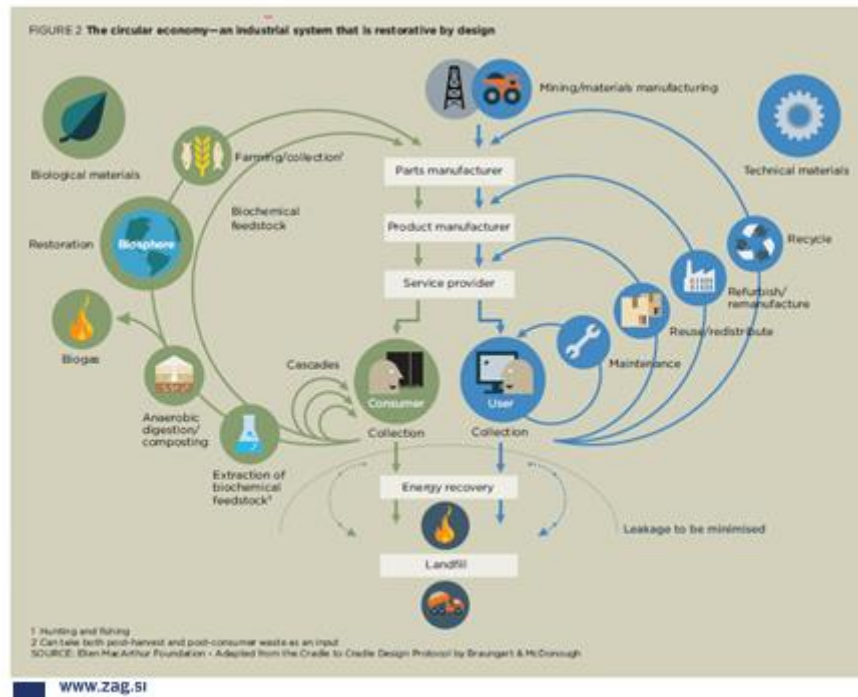 FIGURE 2 The circular economy—an industrial system that is restorative by design
Mining/materials manufacturing
Biological materials
Technical materials
Farming/collection¹
Parts manufacturer
Biochemical
feedstock
Product manufacturer
Restoration
Biosphere
Recycle
Service provider
Refurbish/
remanufacture
Reuse/redistribute
Biogas
Cascades
Maintenance
Consumer
User
Anaerobic
digestion/
composting
Collection
Collection
Extraction of
biochemical
feedstock²
Energy recovery
Leakage to be minimised
Landfill
1 Hunting and fishing
2 Can take both post-harvest and post-consumer waste as an input
SOURCE: Ellen MacArthur Foundation - Adapted from the Cradle to Cradle Design Protocol by Braungart & McDonough
www.zag.si